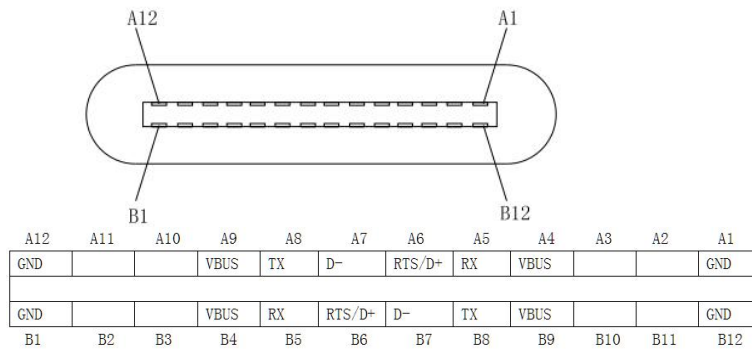 A12 A1
B1 B12
A12 A11 A10 A9 A8 A7 A6 A5 A4 A3 A2 A1
GND VBUS TX D- RTS/D+ RX VBUS GND
GND VBUS RX RTS/D+ D- TX VBUS GND
B1 B2 B3 B4 B5 B6 B7 B8 B9 B10 B11 B12